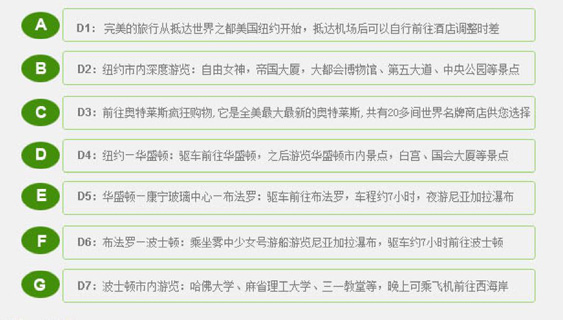 A D1: 完美的旅行从抵达世界之都美国纽约开始，抵达机场后可以自行前往酒店调整时差
B D2: 纽约市内深度游览：自由女神，帝国大厦，大都会博物馆、第五大道、中央公园等景点
C D3: 前往奥特莱斯疯狂购物,它是全美最大最新的奥特莱斯,共有20多间世界名牌商店供您选择
D D4: 纽约—华盛顿：驱车前往华盛顿，之后游览华盛顿市内景点，白宫、国会大厦等景点
E D5: 华盛顿—康宁玻璃中心—布法罗：驱车前往布法罗，车程约7小时，夜游尼亚加拉瀑布
F D6: 布法罗—波士顿：乘坐雾中少女号游船游览尼亚加拉瀑布，驱车约7小时前往波士顿
G D7: 波士顿市内游览：哈佛大学、麻省理工大学、三一教堂等，晚上可乘飞机前往西海岸